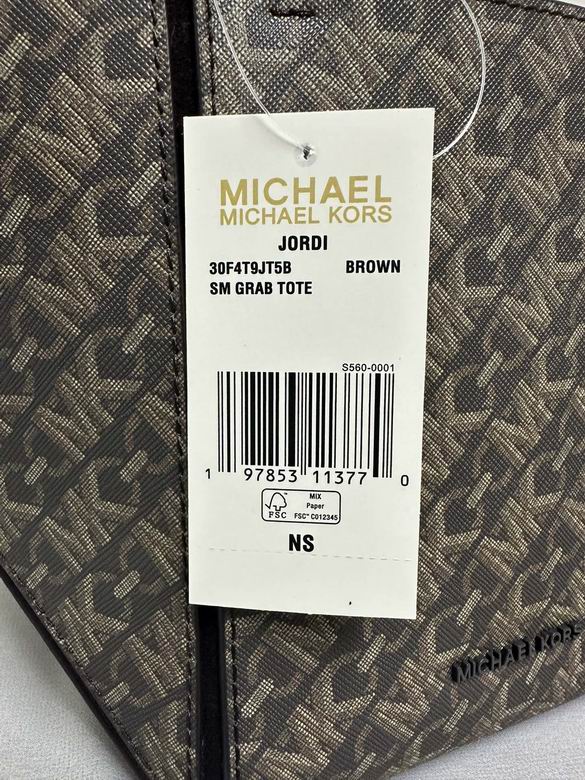 MICHAEL
MICHAEL KORS
JORDI
30F4T9JT5B BROWN
SM GRAB TOTE
S560-0001
1 97853 11377 0
FSC
MIX
Paper
FSC™ C012345
NS
MICHAEL KORS